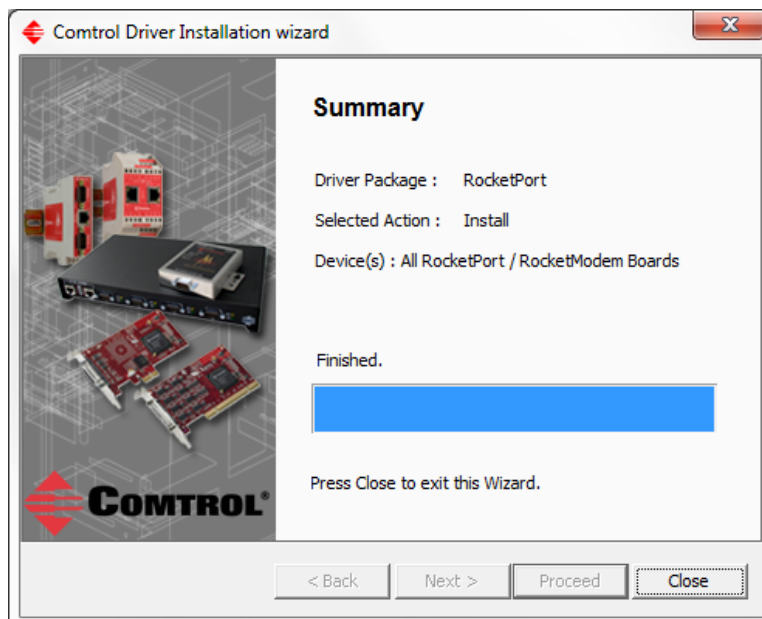 Comtrol Driver Installation wizard
Summary
Driver Package : RocketPort
Selected Action : Install
Device(s) : All RocketPort / RocketModem Boards
Finished.
Press Close to exit this Wizard.
COMTROL®
< Back Next > Proceed Close